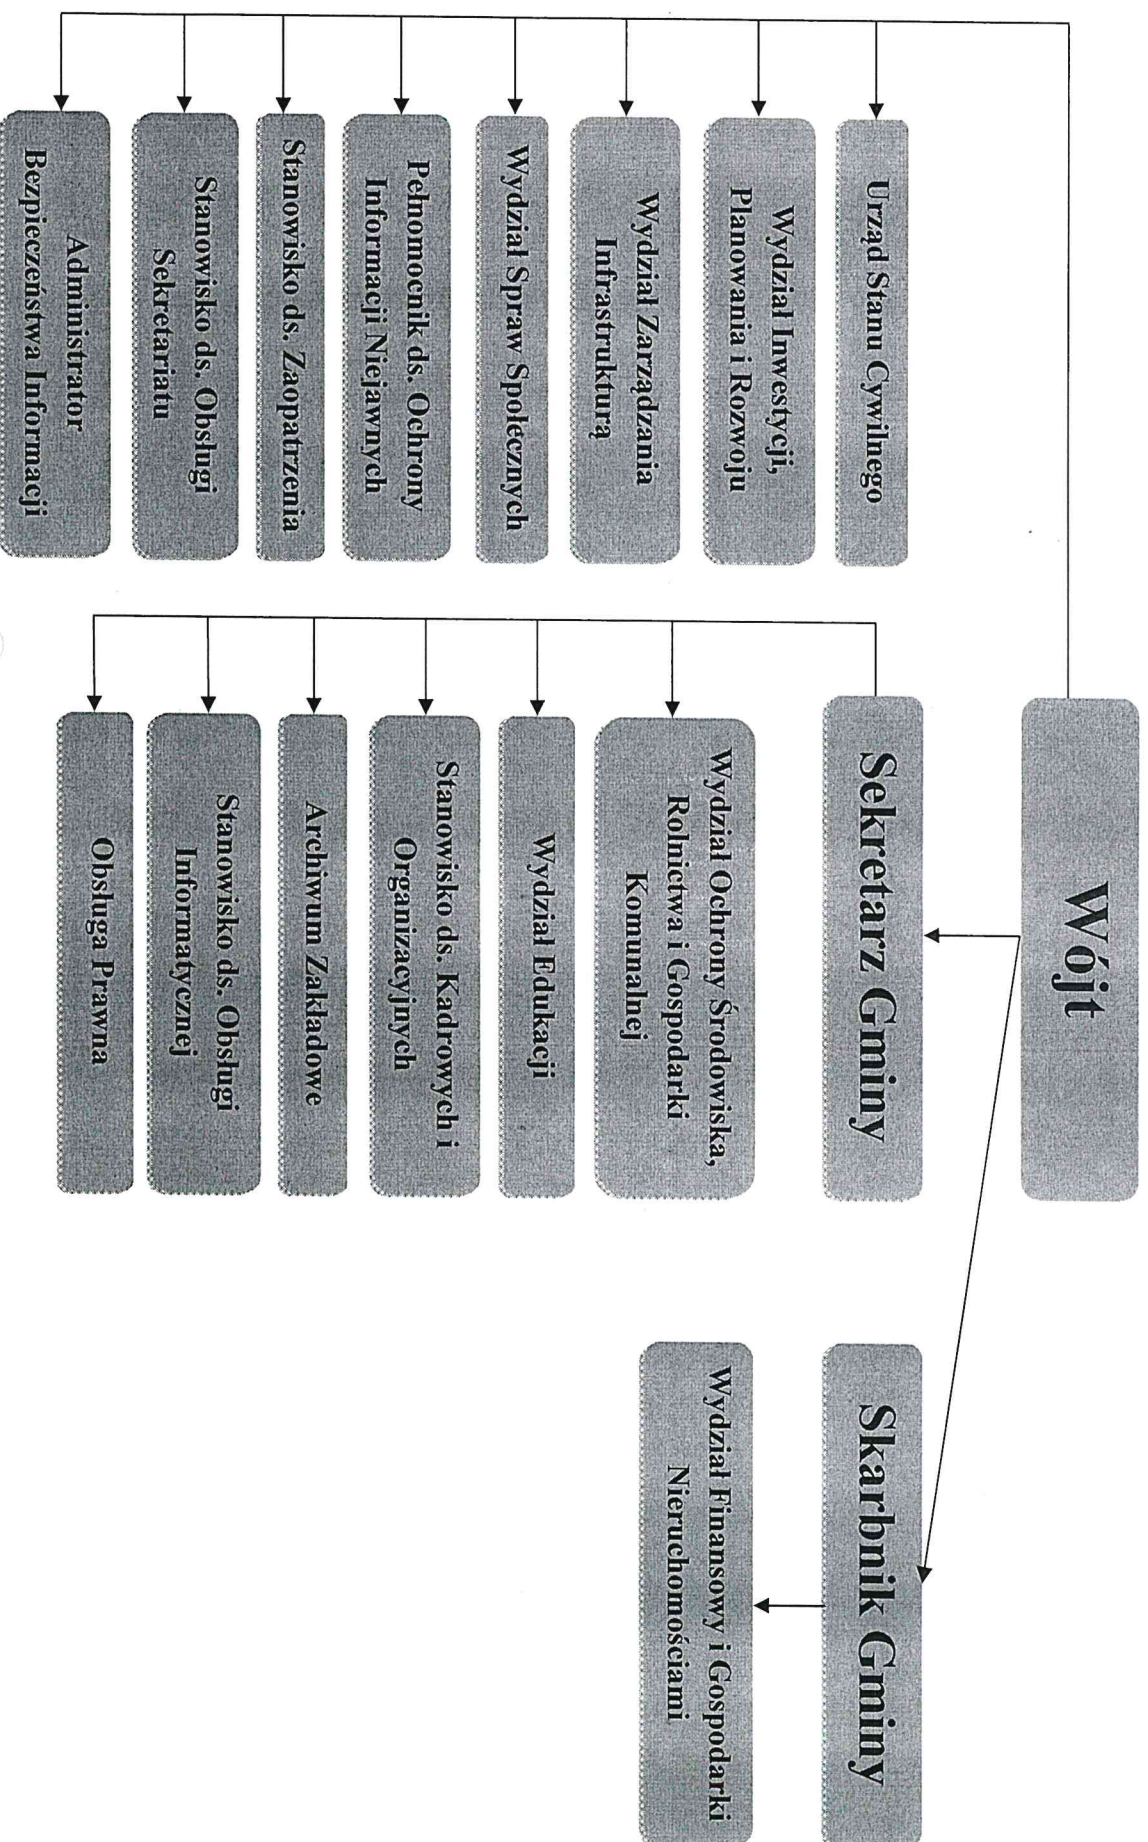 Wójt
Sekretarz Gminy
Skarbnik Gminy
Urząd Stanu Cywilnego
Wydział Inwestycji,
Planowania i Rozwoju
Wydział Zarządzania
Infrastrukturą
Wydział Spraw Społecznych
Pełnomocnik ds. Ochrony
Informacji Niejawnych
Stanowisko ds. Zaopatrzenia
Stanowisko ds. Obsługi
Sekretariatu
Administrator
Bezpieczeństwa Informacji
Wydział Ochrony Środowiska,
Rolnictwa i Gospodarki
Komunalnej
Wydział Edukacji
Stanowisko ds. Kadrowych i
Organizacyjnych
Archiwum Zakładowe
Stanowisko ds. Obsługi
Informatycznej
Obsługa Prawna
Wydział Finansowy i Gospodarki
Nieruchomościami